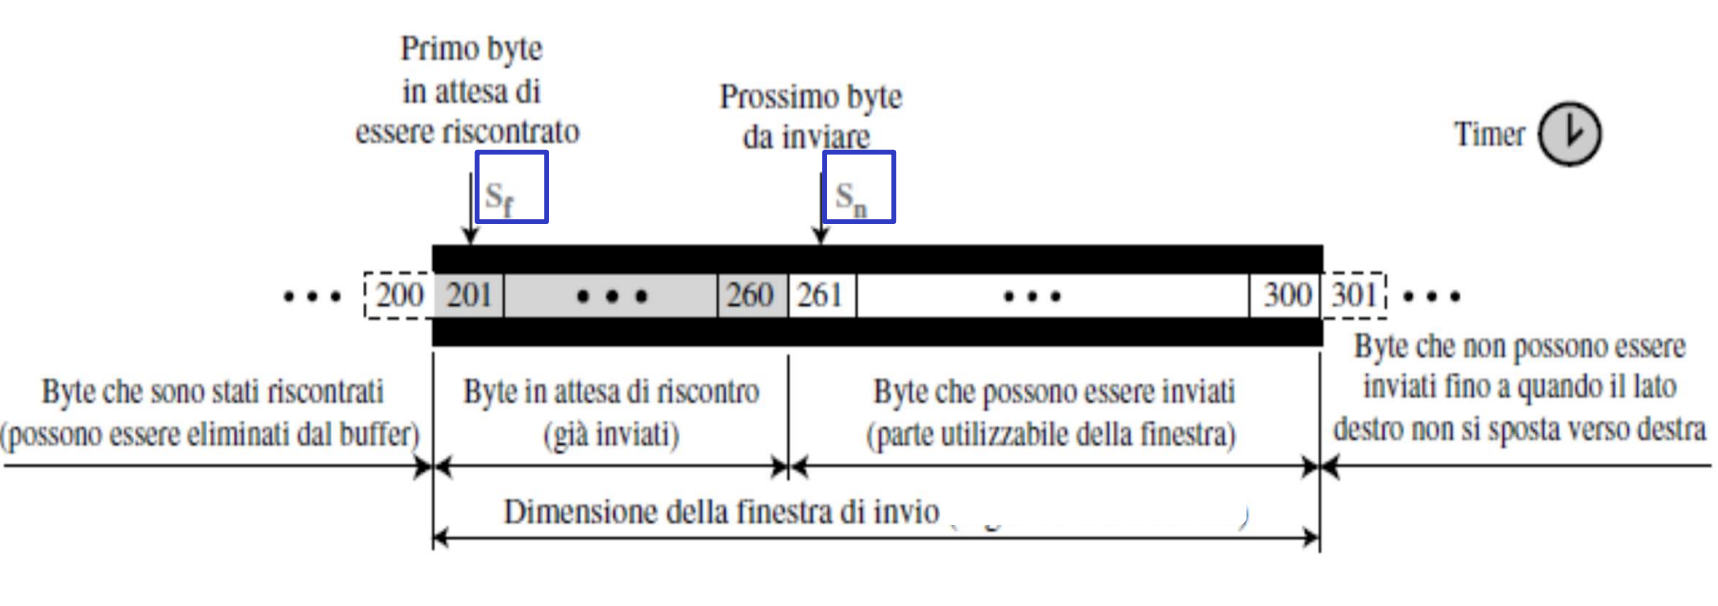 Primo byte
in attesa di
essere riscontrato
Prossimo byte
da inviare
Timer
Sf
Sn
200 201 260 261 300 301
Byte che sono stati riscontrati
(possono essere eliminati dal buffer)
Byte in attesa di riscontro
(già inviati)
Byte che possono essere inviati
(parte utilizzabile della finestra)
Byte che non possono essere
inviati fino a quando il lato
destro non si sposta verso destra
Dimensione della finestra di invio